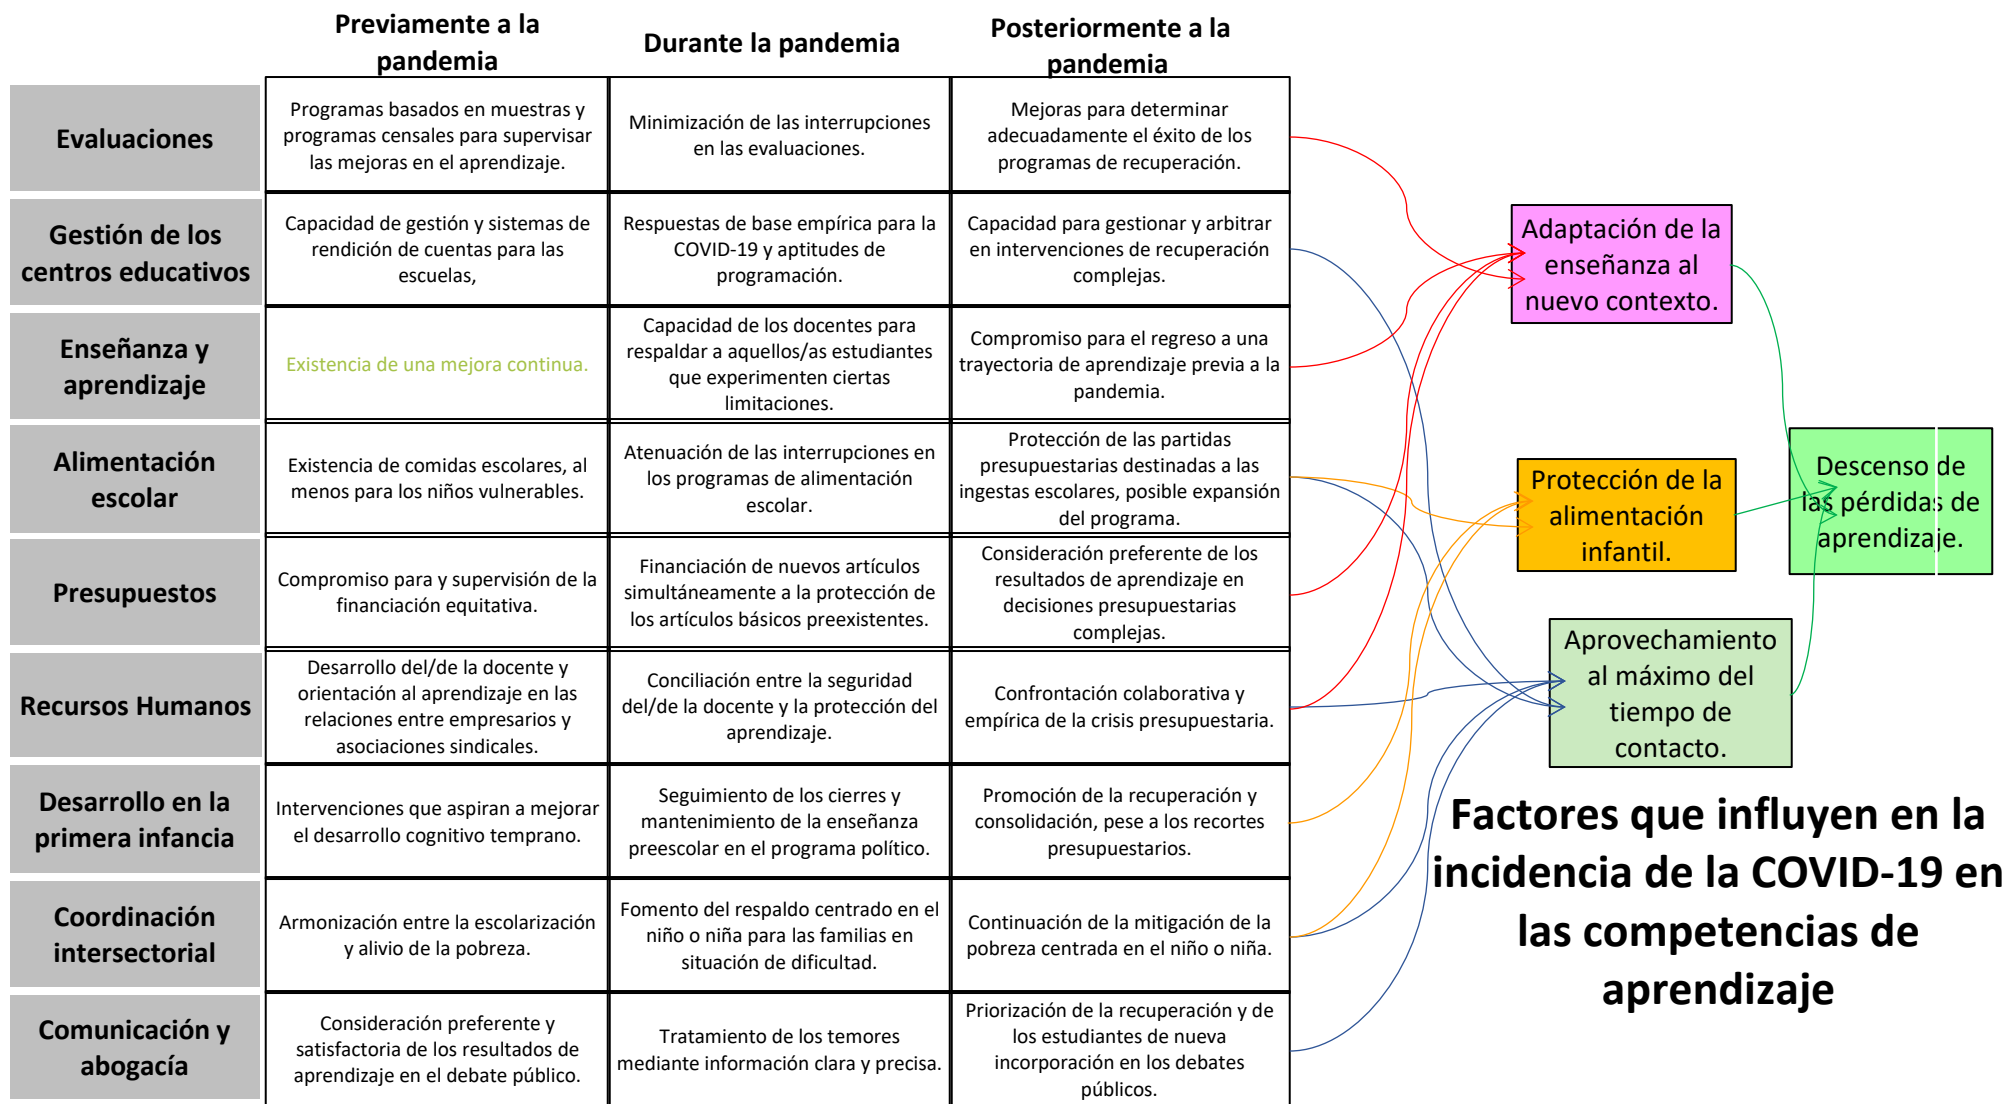 Previamente a la
pandemia
Durante la pandemia
Posteriormente a la
pandemia
Evaluaciones
Programas basados en muestras y
programas censales para supervisar
las mejoras en el aprendizaje.
Minimización de las interrupciones
en las evaluaciones.
Mejoras para determinar
adecuadamente el éxito de los
programas de recuperación.
Gestión de los
centros educativos
Capacidad de gestión y sistemas de
rendición de cuentas para las
escuelas,
Respuestas de base empírica para la
COVID-19 y aptitudes de
programación.
Capacidad para gestionar y arbitrar
en intervenciones de recuperación
complejas.
Enseñanza y
aprendizaje
Existencia de una mejora continua.
Capacidad de los docentes para
respaldar a aquellos/as estudiantes
que experimenten ciertas
limitaciones.
Compromiso para el regreso a una
trayectoria de aprendizaje previa a la
pandemia.
Alimentación
escolar
Existencia de comidas escolares, al
menos para los niños vulnerables.
Atenuación de las interrupciones en
los programas de alimentación
escolar.
Protección de las partidas
presupuestarias destinadas a las
ingestas escolares, posible expansión
del programa.
Presupuestos
Compromiso para y supervisión de la
financiación equitativa.
Financiación de nuevos artículos
simultáneamente a la protección de
los artículos básicos preexistentes.
Consideración preferente de los
resultados de aprendizaje en
decisiones presupuestarias
complejas.
Recursos Humanos
Desarrollo del/de la docente y
orientación al aprendizaje en las
relaciones entre empresarios y
asociaciones sindicales.
Conciliación entre la seguridad
del/de la docente y la protección del
aprendizaje.
Confrontación colaborativa y
empírica de la crisis presupuestaria.
Desarrollo en la
primera infancia
Intervenciones que aspiran a mejorar
el desarrollo cognitivo temprano.
Seguimiento de los cierres y
mantenimiento de la enseñanza
preescolar en el programa político.
Promoción de la recuperación y
consolidación, pese a los recortes
presupuestarios.
Coordinación
intersectorial
Armonización entre la escolarización
y alivio de la pobreza.
Fomento del respaldo centrado en el
niño o niña para las familias en
situación de dificultad.
Continuación de la mitigación de la
pobreza centrada en el niño o niña.
Comunicación y
abogacía
Consideración preferente y
satisfactoria de los resultados de
aprendizaje en el debate público.
Tratamiento de los temores
mediante información clara y precisa.
Priorización de la recuperación y de
los estudiantes de nueva
incorporación en los debates
públicos.
Adaptación de la
enseñanza al
nuevo contexto.
Protección de la
alimentación
infantil.
Aprovechamiento
al máximo del
tiempo de
contacto.
Descenso de
las pérdidas de
aprendizaje.
Factores que influyen en la
incidencia de la COVID-19 en
las competencias de
aprendizaje